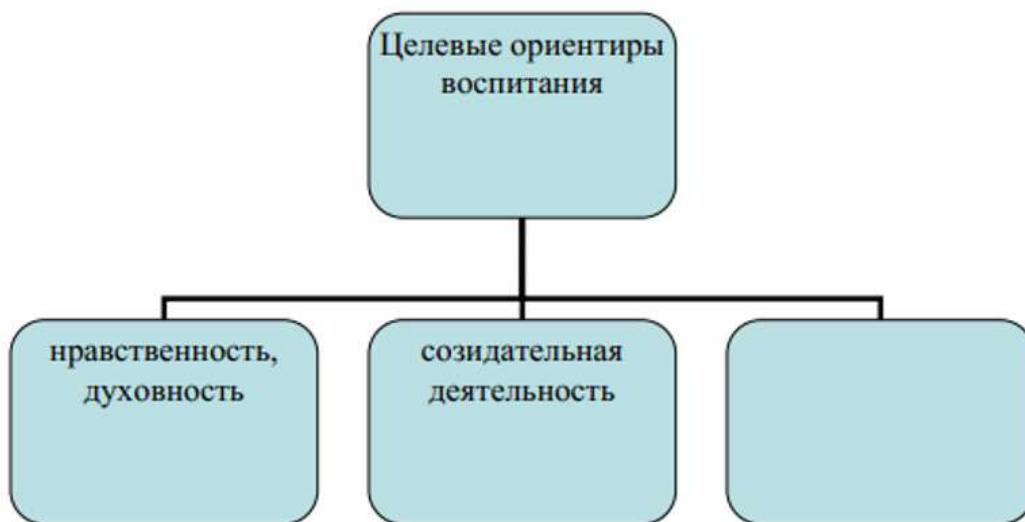 Целевые ориентиры
воспитания
нравственность,
духовность
созидательная
деятельность